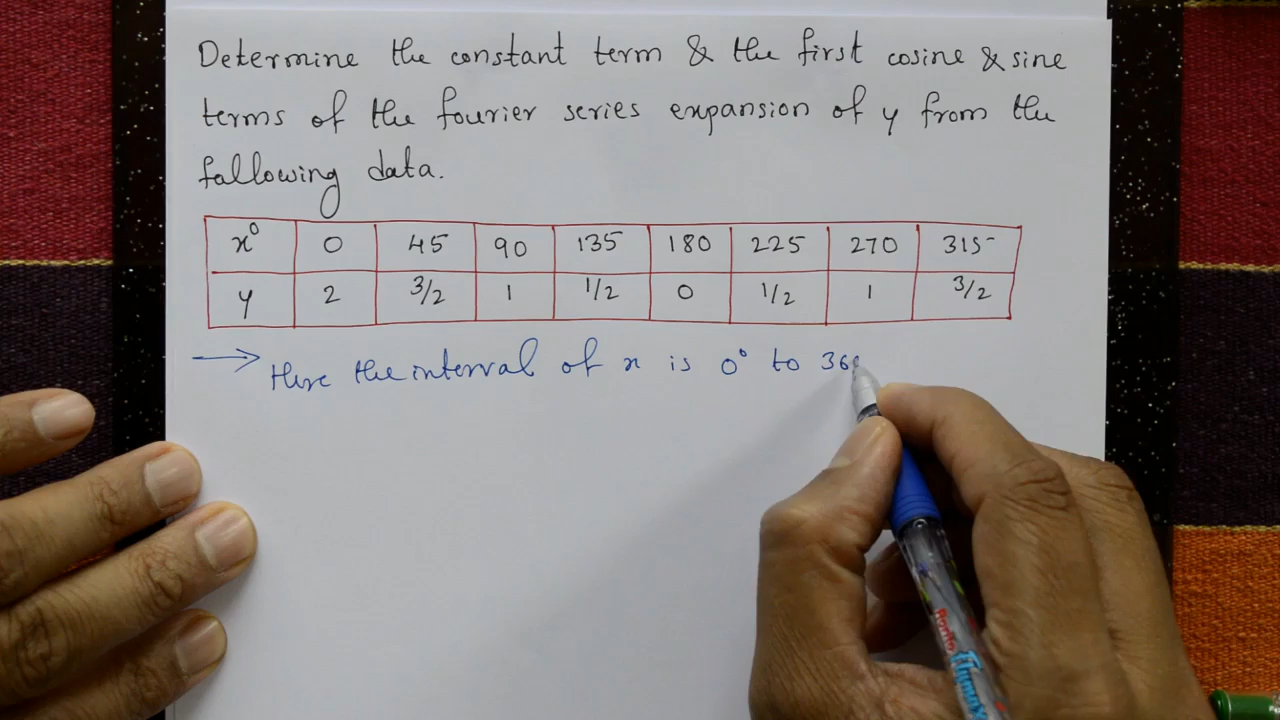 Determine the constant term & the first cosine & sine
terms of the fourier series expansion of y from the
following data.
x° 0 45 90 135 180 225 270 315
y 2 3/2 1 1/2 0 1/2 1 3/2
→ Here the interval of x is 0° to 360